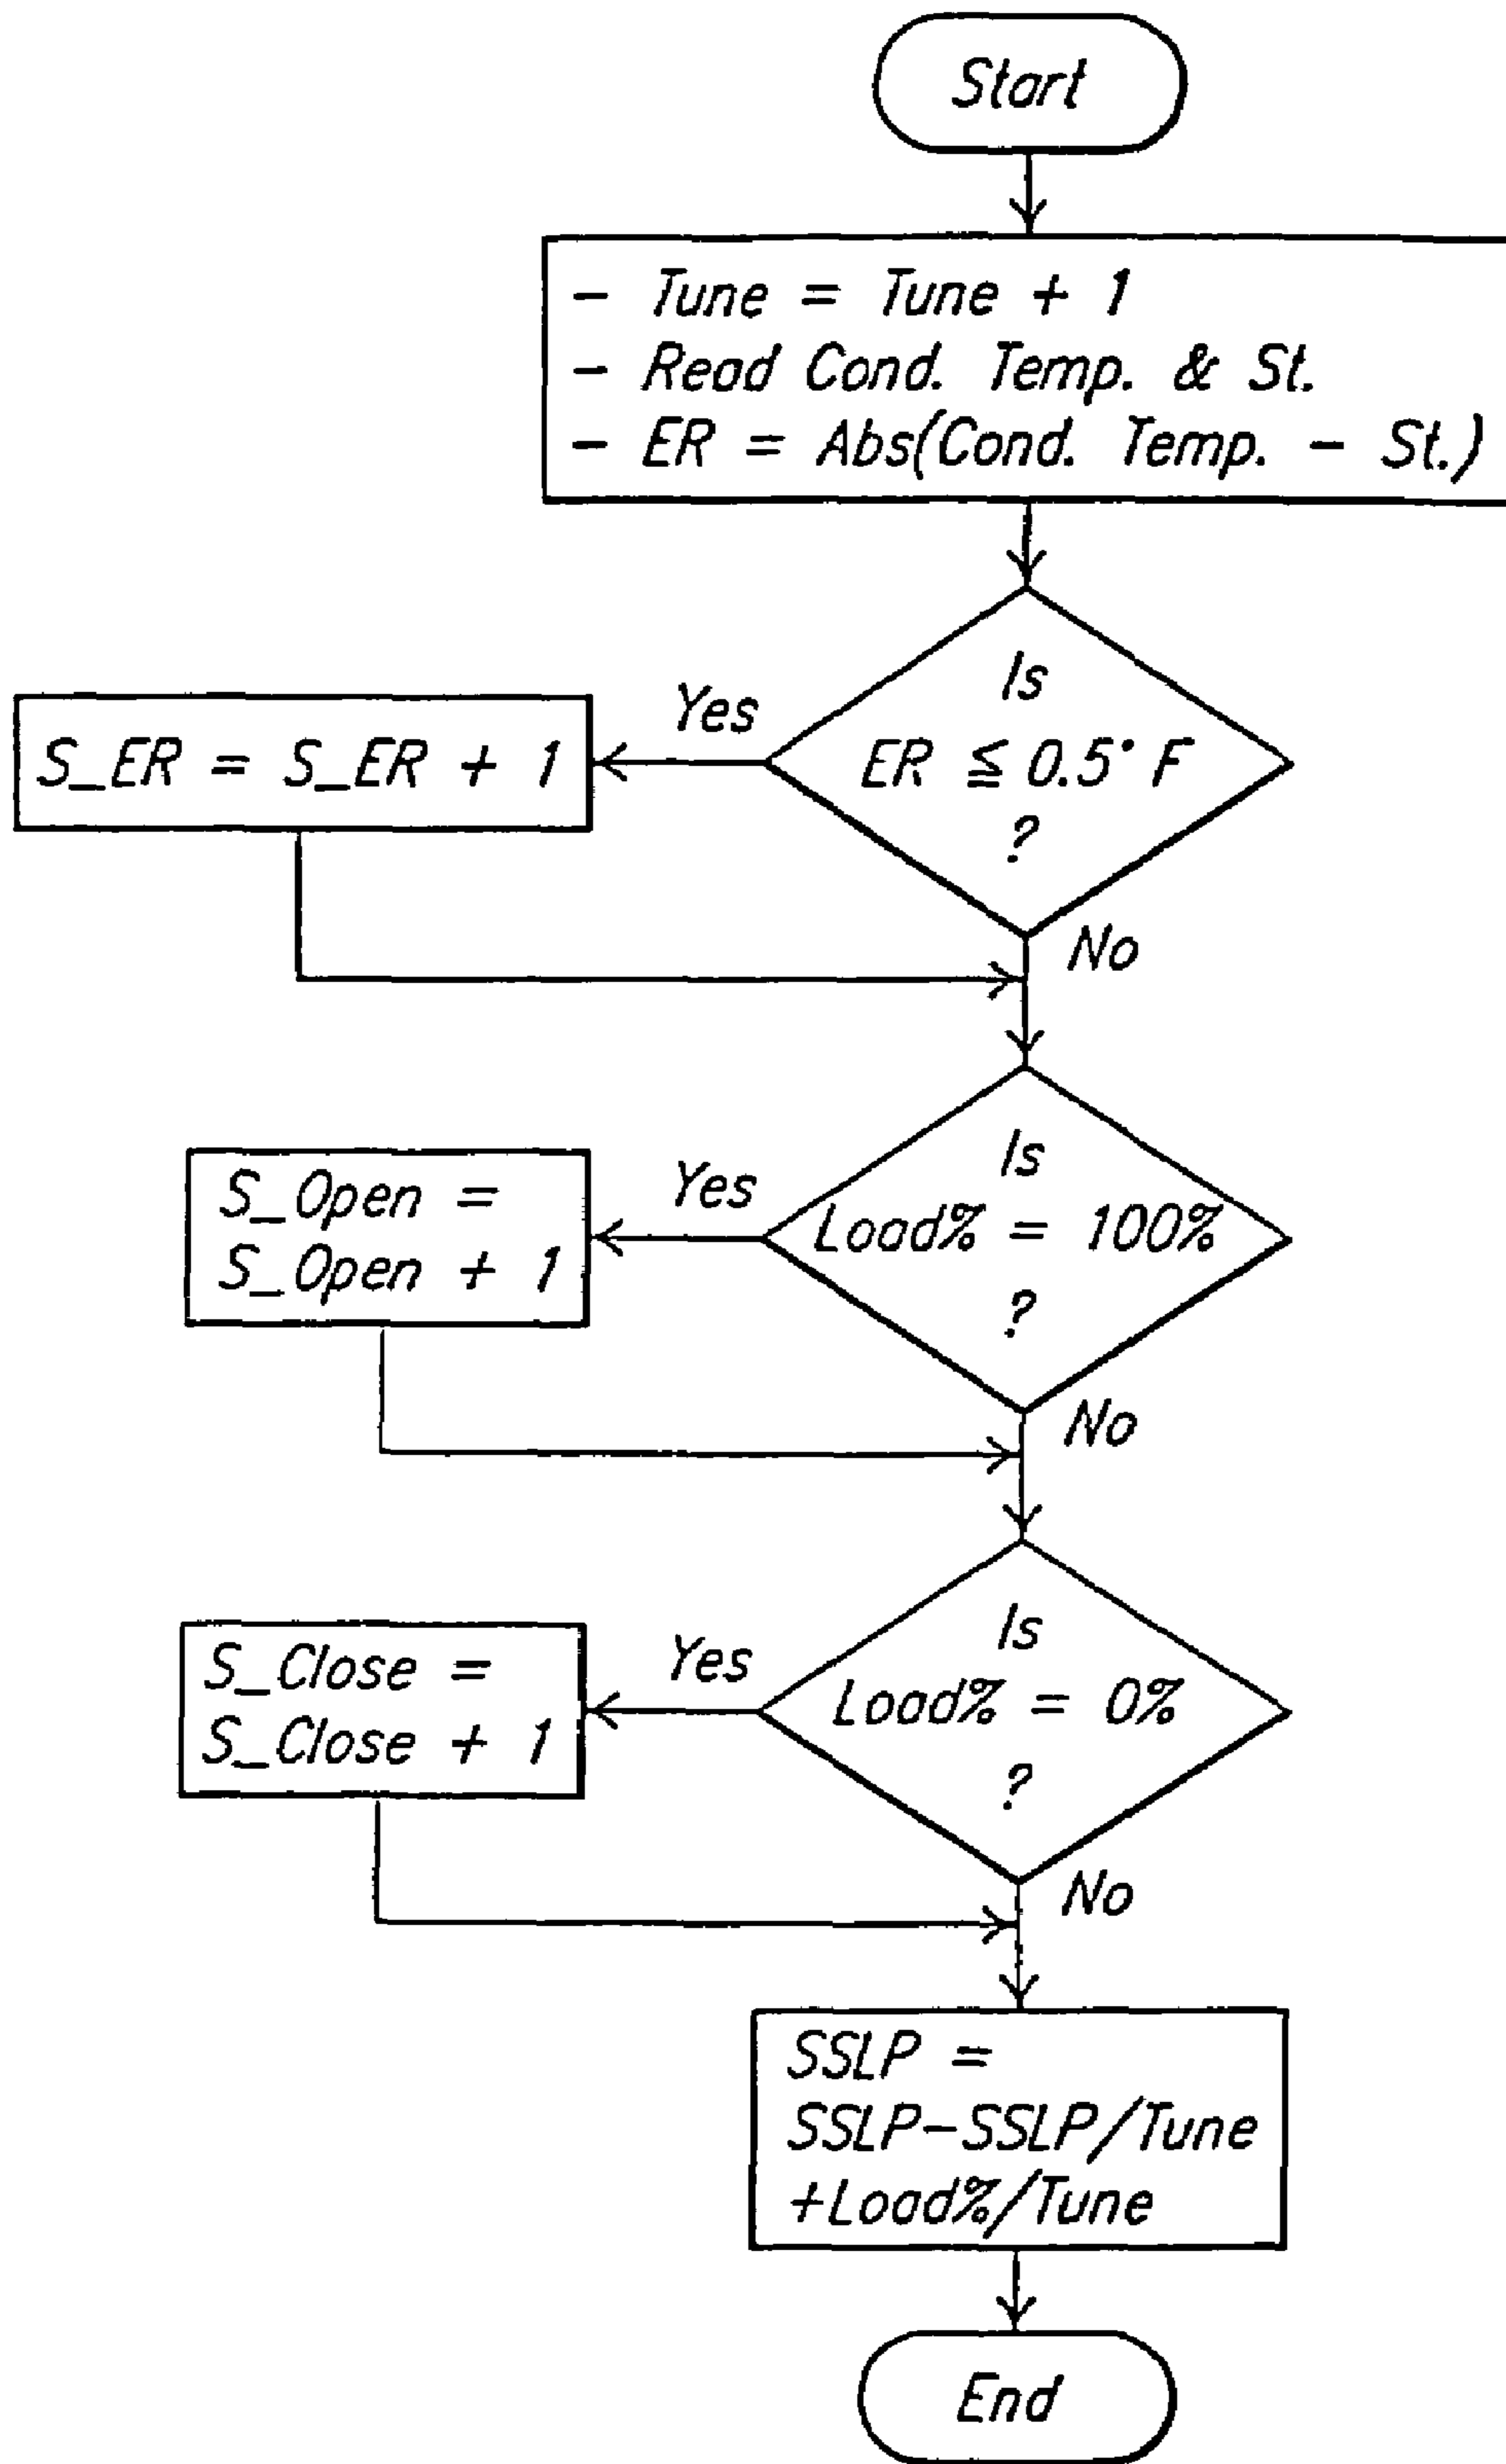 Start
- Tune = Tune + 1
- Read Cond. Temp. & St.
- ER = Abs(Cond. Temp. - St.)
Is
ER ≦ 0.5° F
?
Yes
S_ER = S_ER + 1
No
Is
Load% = 100%
?
Yes
S_Open =
S_Open + 1
No
Is
Load% = 0%
?
Yes
S_Close =
S_Close + 1
No
SSLP =
SSLP-SSLP/Tune
+Load%/Tune
End